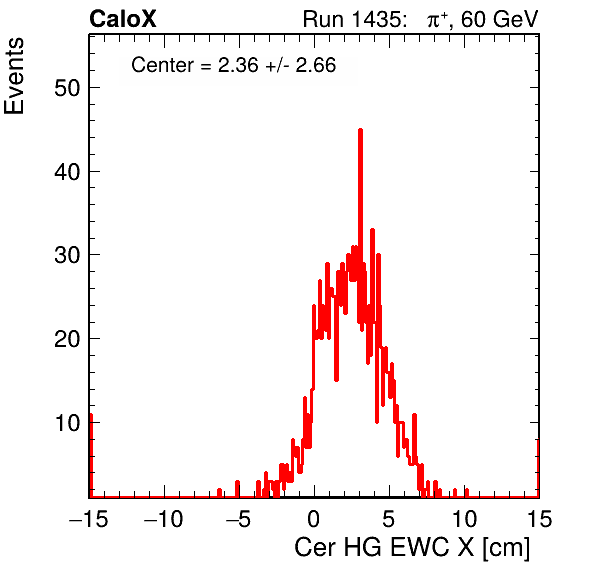 CaloX
Run 1435: π⁺, 60 GeV
Events
Center = 2.36 +/- 2.66
50
40
30
20
10
−15 −10 −5 0 5 10 15
Cer HG EWC X [cm]